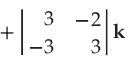 + | 3 −2 | k
| −3 3 |